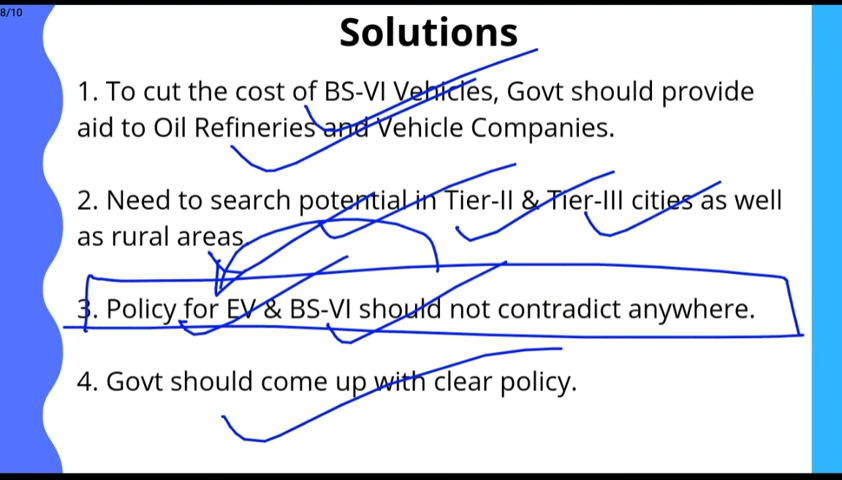 8/10
Solutions
1. To cut the cost of BS-VI Vehicles, Govt should provide
aid to Oil Refineries and Vehicle Companies.
2. Need to search potential in Tier-II & Tier-III cities as well
as rural areas.
3. Policy for EV & BS-VI should not contradict anywhere.
4. Govt should come up with clear policy.